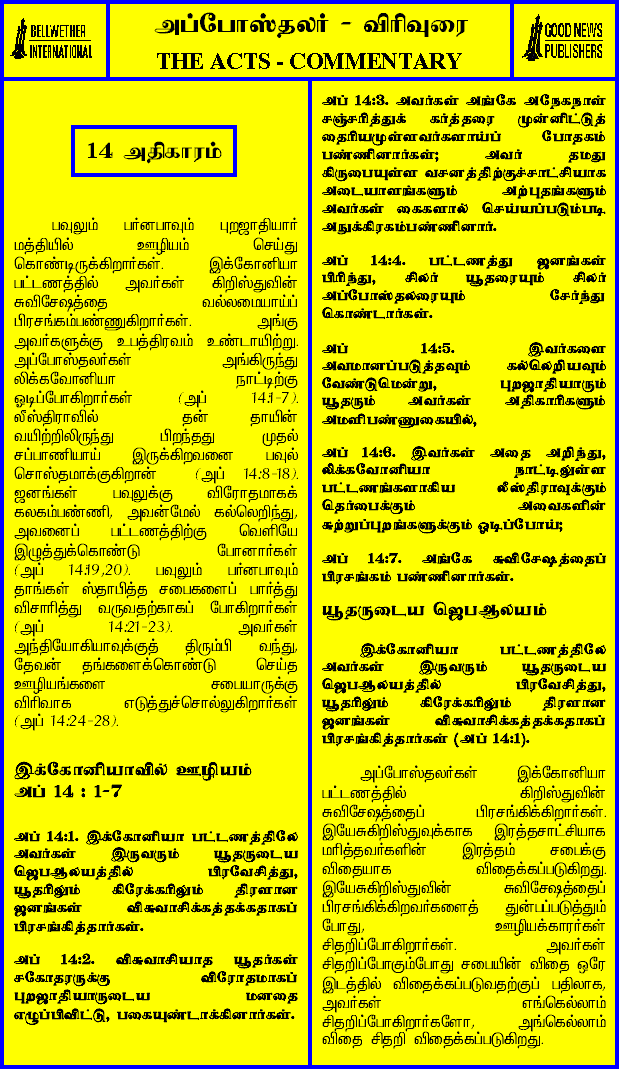 BELLWETHER
INTERNATIONAL
அப்போஸ்தலர் - விரிவுரை
THE ACTS - COMMENTARY
GOOD NEWS
PUBLISHERS
14 அதிகாரம்
பவுலும் பர்னபாவும் புறஜாதியார்
மத்தியில் ஊழியம் செய்து
கொண்டிருக்கிறார்கள். இக்கோனியா
பட்டணத்தில் அவர்கள் கிறிஸ்துவின்
சுவிசேஷத்தை வல்லமையாய்ப்
பிரசங்கம்பண்ணுகிறார்கள். அங்கு
அவர்களுக்கு உபத்திரவம் உண்டாயிற்று.
அப்போஸ்தலர்கள் அங்கிருந்து
லிக்கவோனியா நாட்டிற்கு
ஓடிப்போகிறார்கள் (அப் 14:1-7).
லீஸ்திராவில் தன் தாயின்
வயிற்றிலிருந்து பிறந்தது முதல்
சப்பாணியாய் இருக்கிறவனை பவுல்
சொஸ்தமாக்குகிறான் (அப் 14:8-18).
ஜனங்கள் பவுலுக்கு விரோதமாகக்
கலகம்பண்ணி, அவன்மேல் கல்லெறிந்து,
அவனைப் பட்டணத்திற்கு வெளியே
இழுத்துக்கொண்டு போனார்கள்
(அப் 14:19,20). பவுலும் பர்னபாவும்
தாங்கள் ஸ்தாபித்த சபைகளைப் பார்த்து
விசாரித்து வருவதற்காகப் போகிறார்கள்
(அப் 14:21-23). அவர்கள்
அந்தியோகியாவுக்குத் திரும்பி வந்து,
தேவன் தங்களைக்கொண்டு செய்த
ஊழியங்களை சபையாருக்கு
விரிவாக எடுத்துச்சொல்லுகிறார்கள்
(அப் 14:24-28).
இக்கோனியாவில் ஊழியம்
அப் 14 : 1-7
அப் 14:1. இக்கோனியா பட்டணத்திலே
அவர்கள் இருவரும் யூதருடைய
ஜெபஆலயத்தில் பிரவேசித்து,
யூதரிலும் கிரேக்கரிலும் திரளான
ஜனங்கள் விசுவாசிக்கத்தக்கதாகப்
பிரசங்கித்தார்கள்.
அப் 14:2. விசுவாசியாத யூதர்கள்
சகோதரருக்கு விரோதமாகப்
புறஜாதியாருடைய மனதை
எழுப்பிவிட்டு, பகையுண்டாக்கினார்கள்.
அப் 14:3. அவர்கள் அங்கே அநேகநாள்
சஞ்சரித்துக் கர்த்தரை முன்னிட்டுத்
தைரியமுள்ளவர்களாய்ப் போதகம்
பண்ணினார்கள்; அவர் தமது
கிருபையுள்ள வசனத்திற்குச்சாட்சியாக
அடையாளங்களும் அற்புதங்களும்
அவர்கள் கைகளால் செய்யப்படும்படி
அநுக்கிரகம்பண்ணினார்.
அப் 14:4. பட்டணத்து ஜனங்கள்
பிரிந்து, சிலர் யூதரையும் சிலர்
அப்போஸ்தலரையும் சேர்ந்து
கொண்டார்கள்.
அப் 14:5. இவர்களை
அவமானப்படுத்தவும் கல்லெறியவும்
வேண்டுமென்று, புறஜாதியாரும்
யூதரும் அவர்கள் அதிகாரிகளும்
அமளிபண்ணுகையில்,
அப் 14:6. இவர்கள் அதை அறிந்து,
லிக்கவோனியா நாட்டிலுள்ள
பட்டணங்களாகிய லீஸ்திராவுக்கும்
தெர்பைக்கும் அவைகளின்
சுற்றுப்புறங்களுக்கும் ஓடிப்போய்;
அப் 14:7. அங்கே சுவிசேஷத்தைப்
பிரசங்கம் பண்ணினார்கள்.
யூதருடைய ஜெபஆலயம்
இக்கோனியா பட்டணத்திலே
அவர்கள் இருவரும் யூதருடைய
ஜெபஆலயத்தில் பிரவேசித்து,
யூதரிலும் கிரேக்கரிலும் திரளான
ஜனங்கள் விசுவாசிக்கத்தக்கதாகப்
பிரசங்கித்தார்கள் (அப் 14:1).
அப்போஸ்தலர்கள் இக்கோனியா
பட்டணத்தில் கிறிஸ்துவின்
சுவிசேஷத்தைப் பிரசங்கிக்கிறார்கள்.
இயேசுகிறிஸ்துவுக்காக இரத்தசாட்சியாக
மரித்தவர்களின் இரத்தம் சபைக்கு
விதையாக விதைக்கப்படுகிறது.
இயேசுகிறிஸ்துவின் சுவிசேஷத்தைப்
பிரசங்கிக்கிறவர்களைத் துன்பப்படுத்தும்
போது, ஊழியக்காரர்கள்
சிதறிப்போகிறார்கள். அவர்கள்
சிதறிப்போகும்போது சபையின் விதை ஒரே
இடத்தில் விதைக்கப்படுவதற்குப் பதிலாக,
அவர்கள் எங்கெல்லாம்
சிதறிப்போகிறார்களோ, அங்கெல்லாம்
விதை சிதறி விதைக்கப்படுகிறது.